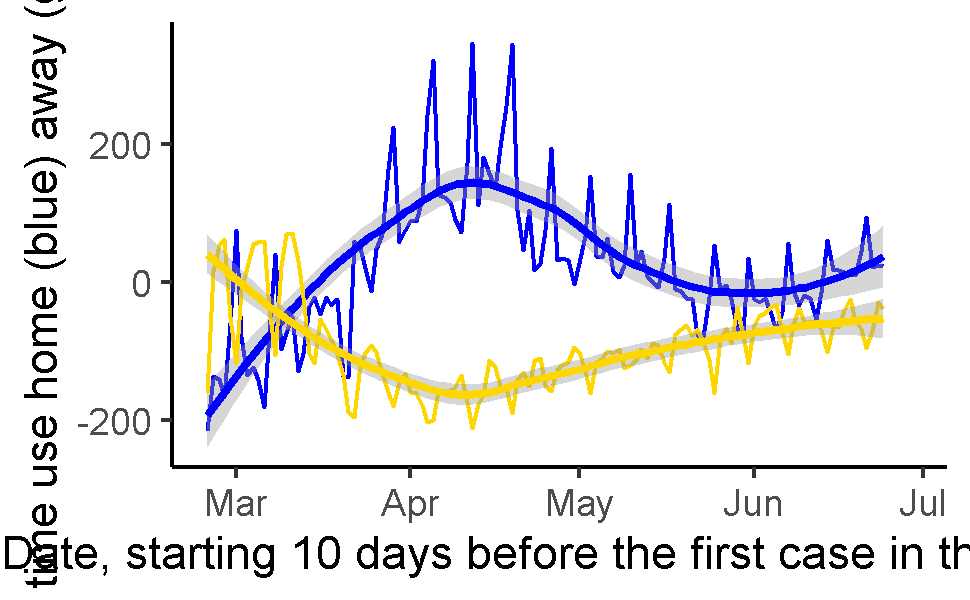 time use home (blue) away (
200
0
-200
Mar Apr May Jun Jul
Date, starting 10 days before the first case in th